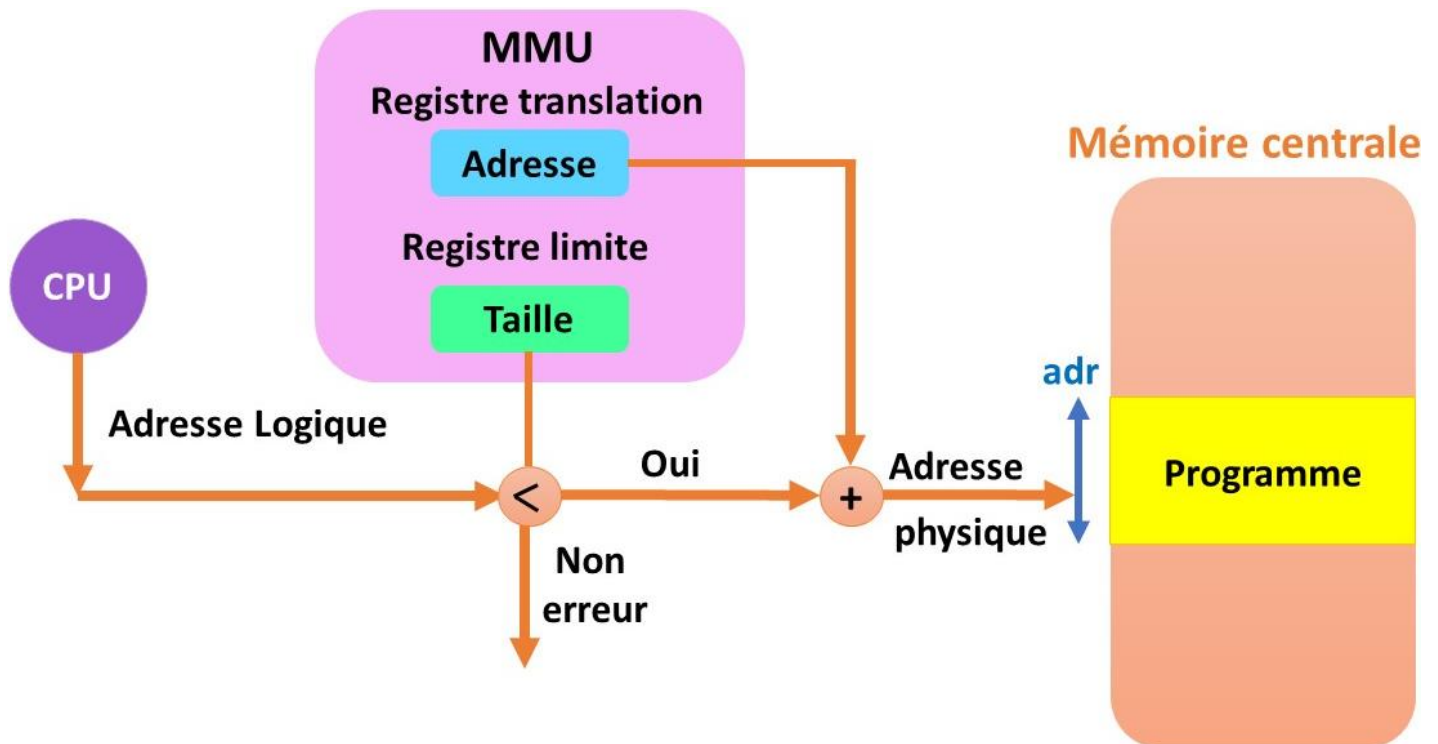 MMU
Registre translation
Adresse
Mémoire centrale
Registre limite
CPU
Taille
adr
Adresse Logique
Oui
Adresse
Programme
<
+
physique
Non
erreur